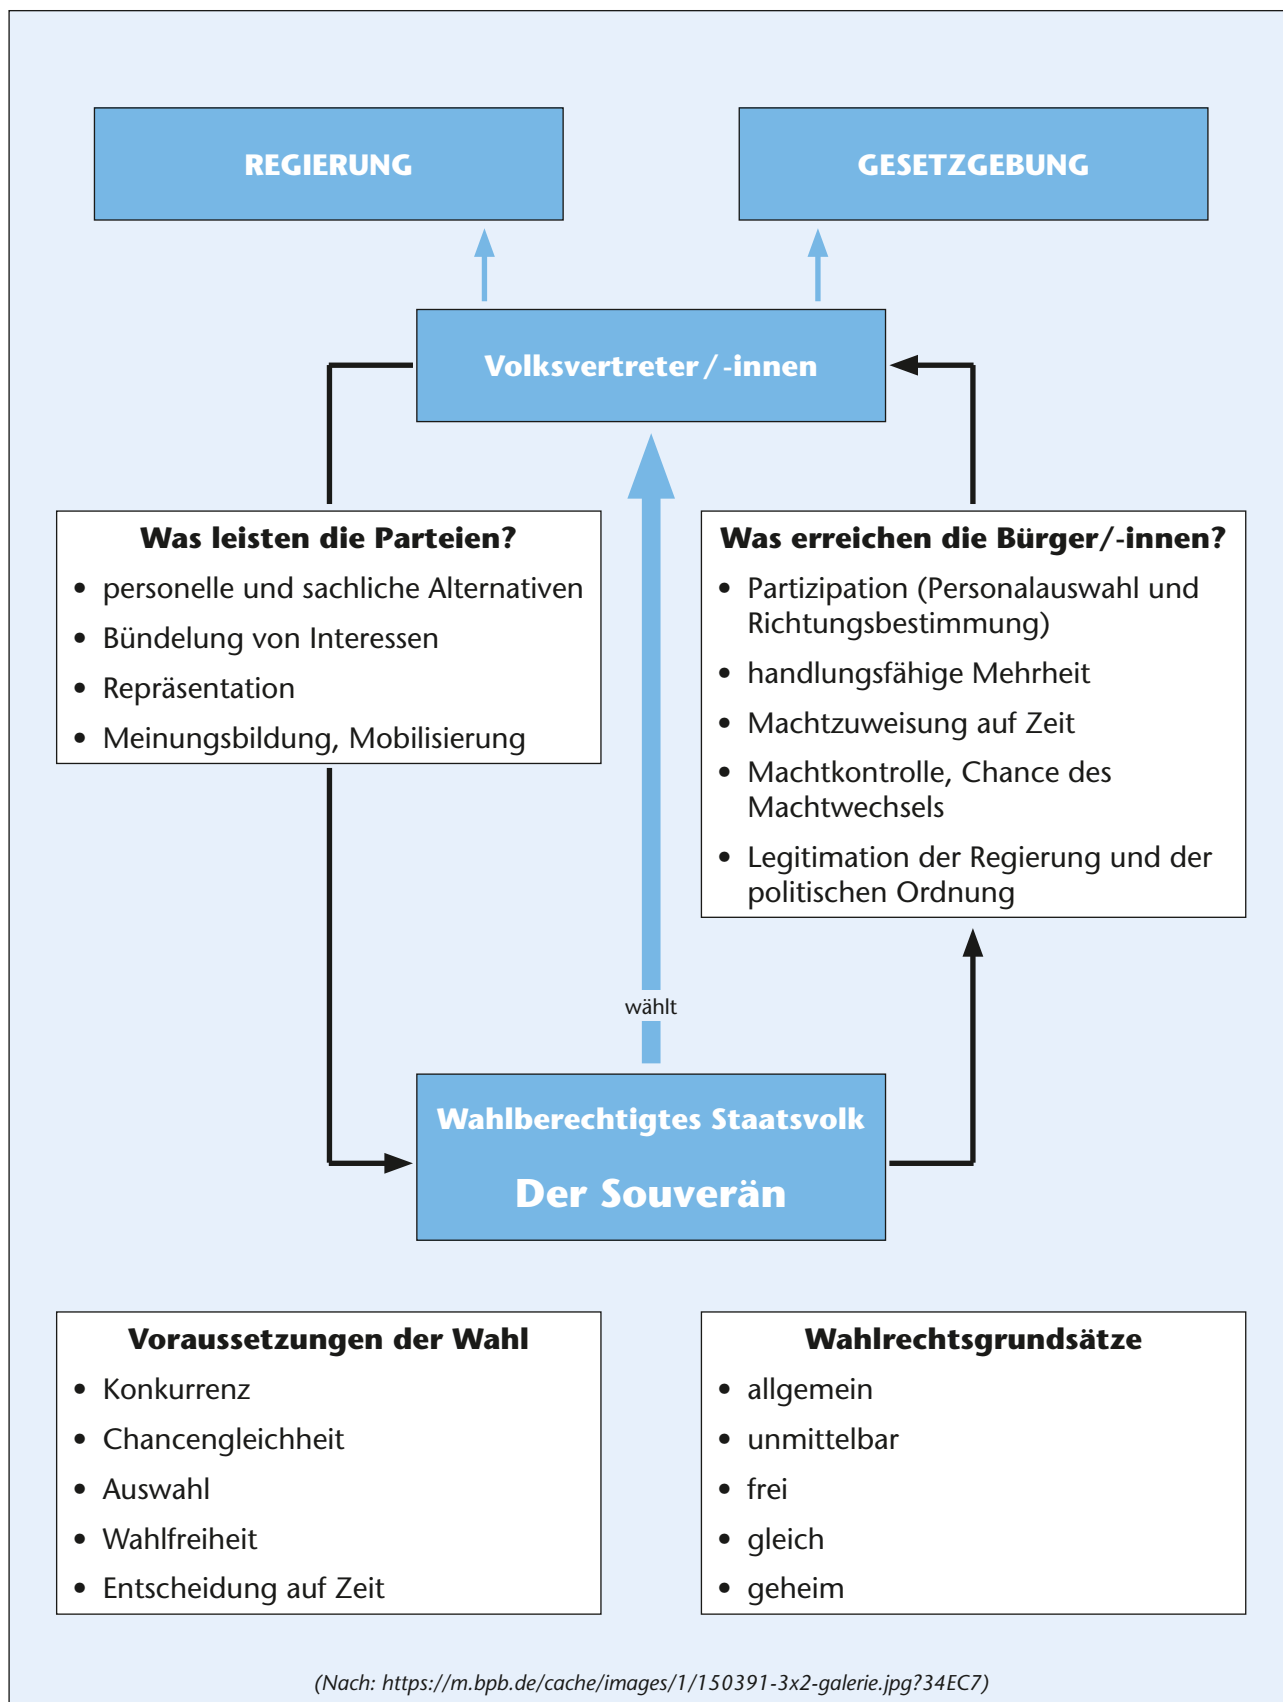 REGIERUNG
GESETZGEBUNG
Volksvertreter / -innen
Was leisten die Parteien?
• personelle und sachliche Alternativen
• Bündelung von Interessen
• Repräsentation
• Meinungsbildung, Mobilisierung
Was erreichen die Bürger/-innen?
• Partizipation (Personalauswahl und
Richtungsbestimmung)
• handlungsfähige Mehrheit
• Machtzuweisung auf Zeit
• Machtkontrolle, Chance des
Machtwechsels
• Legitimation der Regierung und der
politischen Ordnung
wählt
Wahlberechtigtes Staatsvolk
Der Souverän
Voraussetzungen der Wahl
• Konkurrenz
• Chancengleichheit
• Auswahl
• Wahlfreiheit
• Entscheidung auf Zeit
Wahlrechtsgrundsätze
• allgemein
• unmittelbar
• frei
• gleich
• geheim
(Nach: https://m.bpb.de/cache/images/1/150391-3x2-galerie.jpg?34EC7)